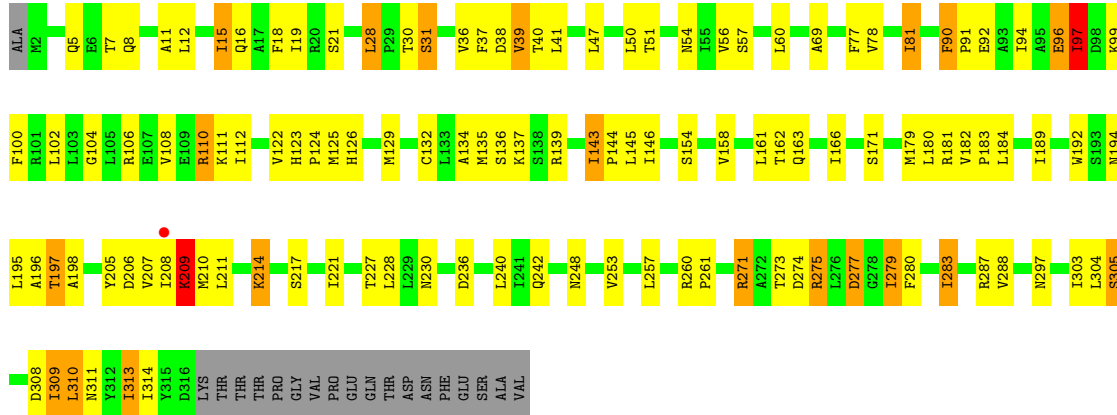 ALA M2 Q5 E6 T7 Q8 A11 L12 I15 Q16 A17 F18 I19 R20 S21 L28 P29 T30 S31 V36 F37 D38 V39 T40 L41 L47 L50 T51 N54 I55 V56 S57 L60 A69 F77 V78 I81 F90 P91 E92 A93 I94 A95 E96 I97 D98 K99
F100 R101 L102 L103 G104 L105 R106 E107 V108 E109 R110 K111 I112 V122 H123 P124 M125 H126 M129 C132 L133 A134 M135 S136 K137 S138 R139 I143 P144 L145 I146 S154 V158 L161 T162 Q163 I166 S171 M179 L180 R181 V182 P183 L184 I189 W192 S193 N194
L195 A196 T197 A198 Y205 D206 V207 I208 K209 M210 L211 K214 S217 I221 T227 L228 L229 N230 D236 L240 I241 Q242 N248 V253 L257 R260 P261 R271 A272 T273 D274 R275 L276 D277 G278 I279 F280 I283 R287 V288 N297 I303 L304 S305
D308 I309 L310 N311 Y312 I313 I314 Y315 D316 LYS THR THR THR PRO GLY VAL PRO GLU GLN THR ASP ASN PHE GLU SER ALA VAL